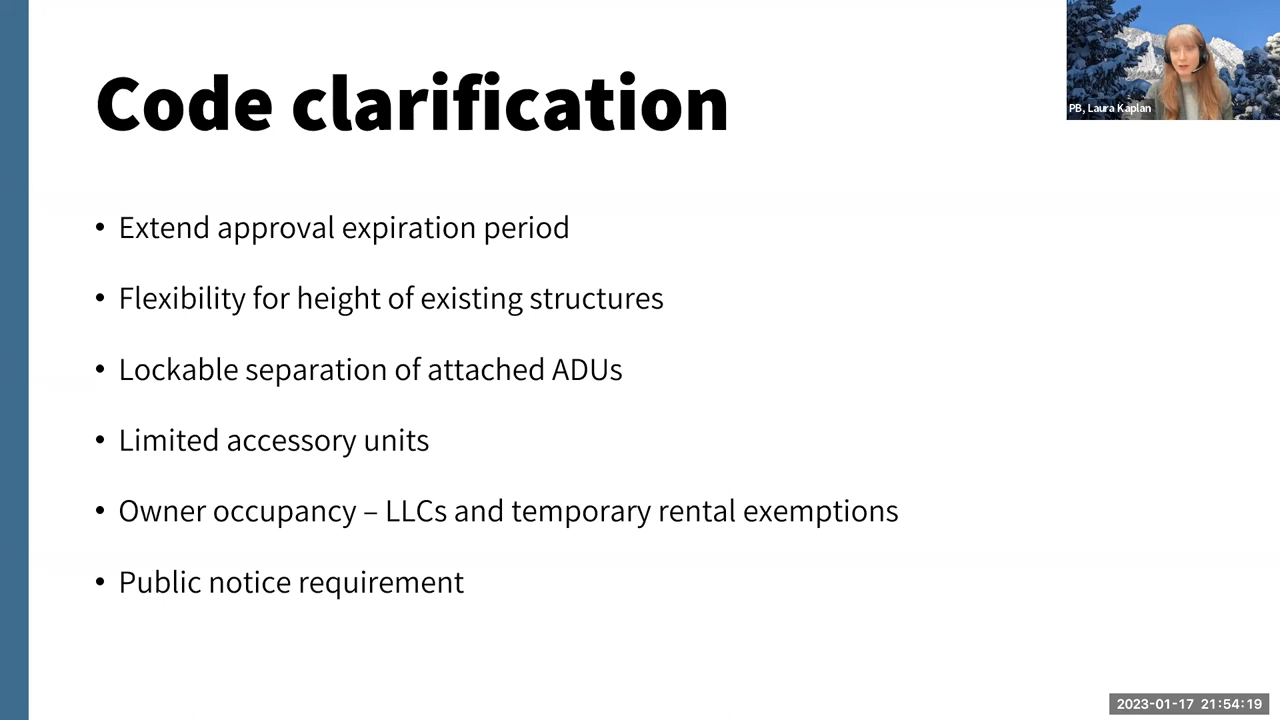 Code clarification
PB, Laura Kaplan
• Extend approval expiration period
• Flexibility for height of existing structures
• Lockable separation of attached ADUs
• Limited accessory units
• Owner occupancy – LLCs and temporary rental exemptions
• Public notice requirement
2023-01-17 21:54:19